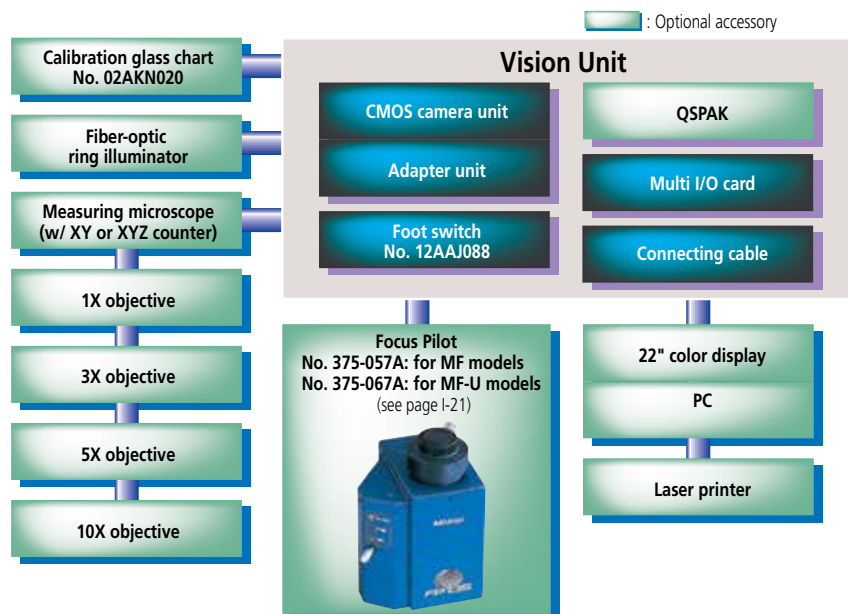 : Optional accessory
Calibration glass chart
No. 02AKN020
Fiber-optic
ring illuminator
Measuring microscope
(w/ XY or XYZ counter)
1X objective
3X objective
5X objective
10X objective
Vision Unit
CMOS camera unit
Adapter unit
Foot switch
No. 12AAJ088
QSPAK
Multi I/O card
Connecting cable
Focus Pilot
No. 375-057A: for MF models
No. 375-067A: for MF-U models
(see page I-21)
22" color display
PC
Laser printer